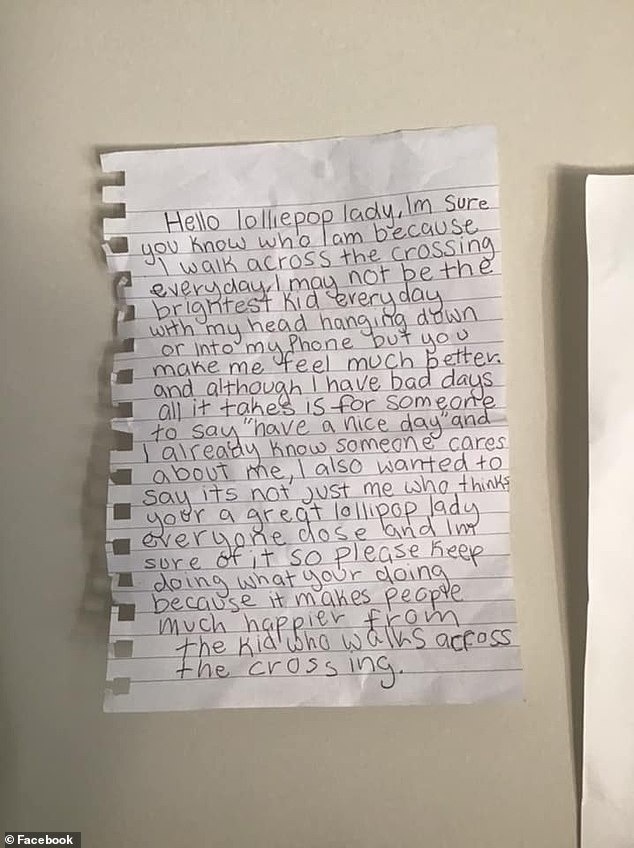 Hello lolliepop lady, Im sure
you know who I am because
I walk across the crossing
everyday, I may not be the
brightest kid everyday
with my head hanging down
or into my phone but you
make me feel much better.
and although I have bad days
all it takes is for someone
to say "have a nice day" and
I already know someone cares
about me, I also wanted to
say its not just me who thinks
your a great lollipop lady
everyone dose and Im
sure of it so please keep
doing what your doing
because it makes people
much happier from
the kid who walks across
the crossing.
© Facebook